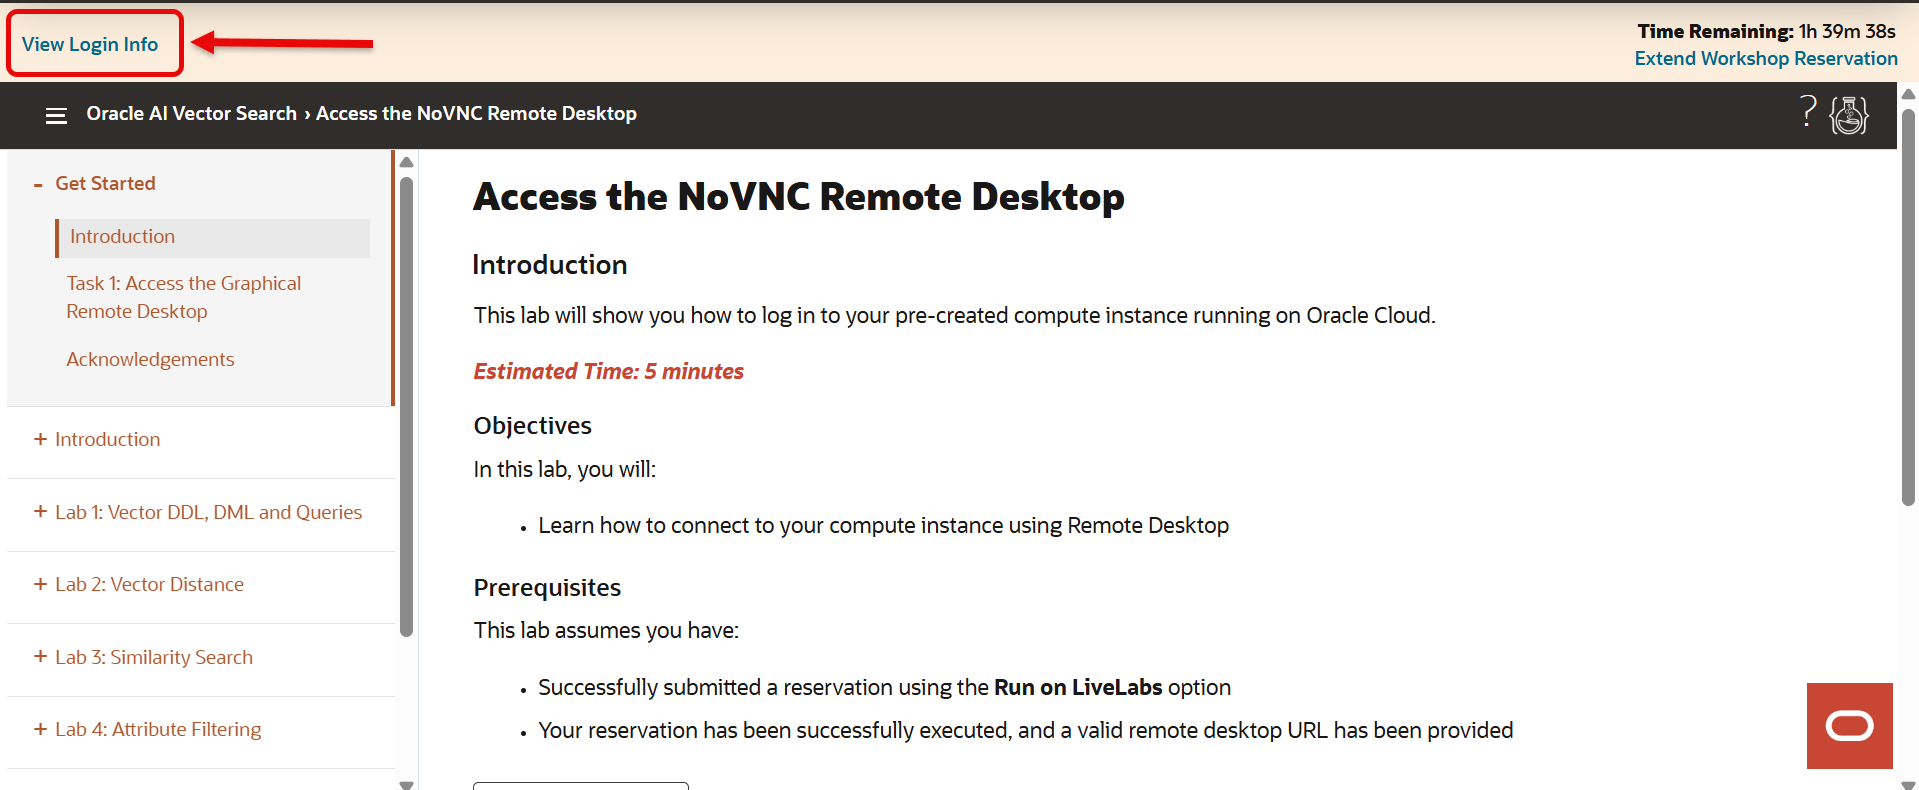 View Login Info
Time Remaining: 1h 39m 38s
Extend Workshop Reservation
Oracle AI Vector Search › Access the NoVNC Remote Desktop
?
- Get Started
Introduction
Task 1: Access the Graphical
Remote Desktop
Acknowledgements
+ Introduction
+ Lab 1: Vector DDL, DML and Queries
+ Lab 2: Vector Distance
+ Lab 3: Similarity Search
+ Lab 4: Attribute Filtering
Access the NoVNC Remote Desktop
Introduction
This lab will show you how to log in to your pre-created compute instance running on Oracle Cloud.
Estimated Time: 5 minutes
Objectives
In this lab, you will:
• Learn how to connect to your compute instance using Remote Desktop
Prerequisites
This lab assumes you have:
• Successfully submitted a reservation using the Run on LiveLabs option
• Your reservation has been successfully executed, and a valid remote desktop URL has been provided